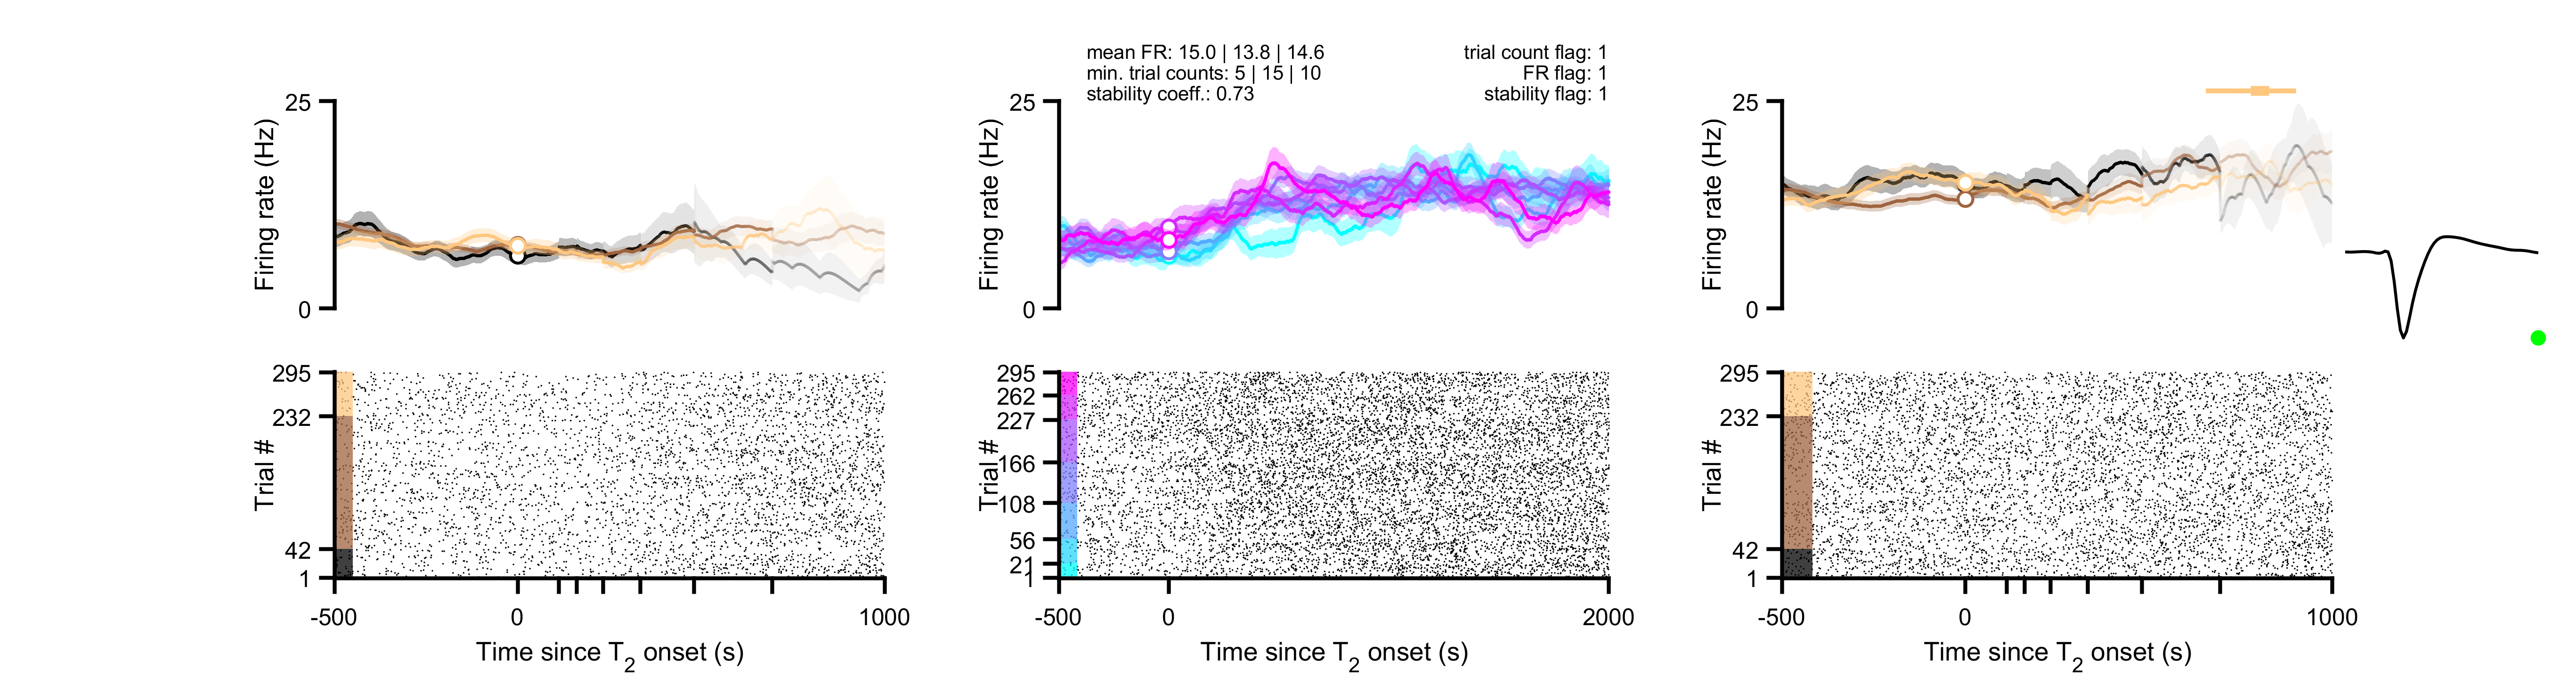 mean FR: 15.0 | 13.8 | 14.6
min. trial counts: 5 | 15 | 10
stability coeff.: 0.73
trial count flag: 1
FR flag: 1
stability flag: 1
25
Firing rate (Hz)
0
25
Firing rate (Hz)
0
25
Firing rate (Hz)
0
295
232
Trial #
42
1
-500
0
1000
Time since T2 onset (s)
295
262
227
Trial #
166
108
56
21
1
-500
0
2000
Time since T2 onset (s)
295
232
Trial #
42
1
-500
0
1000
Time since T2 onset (s)